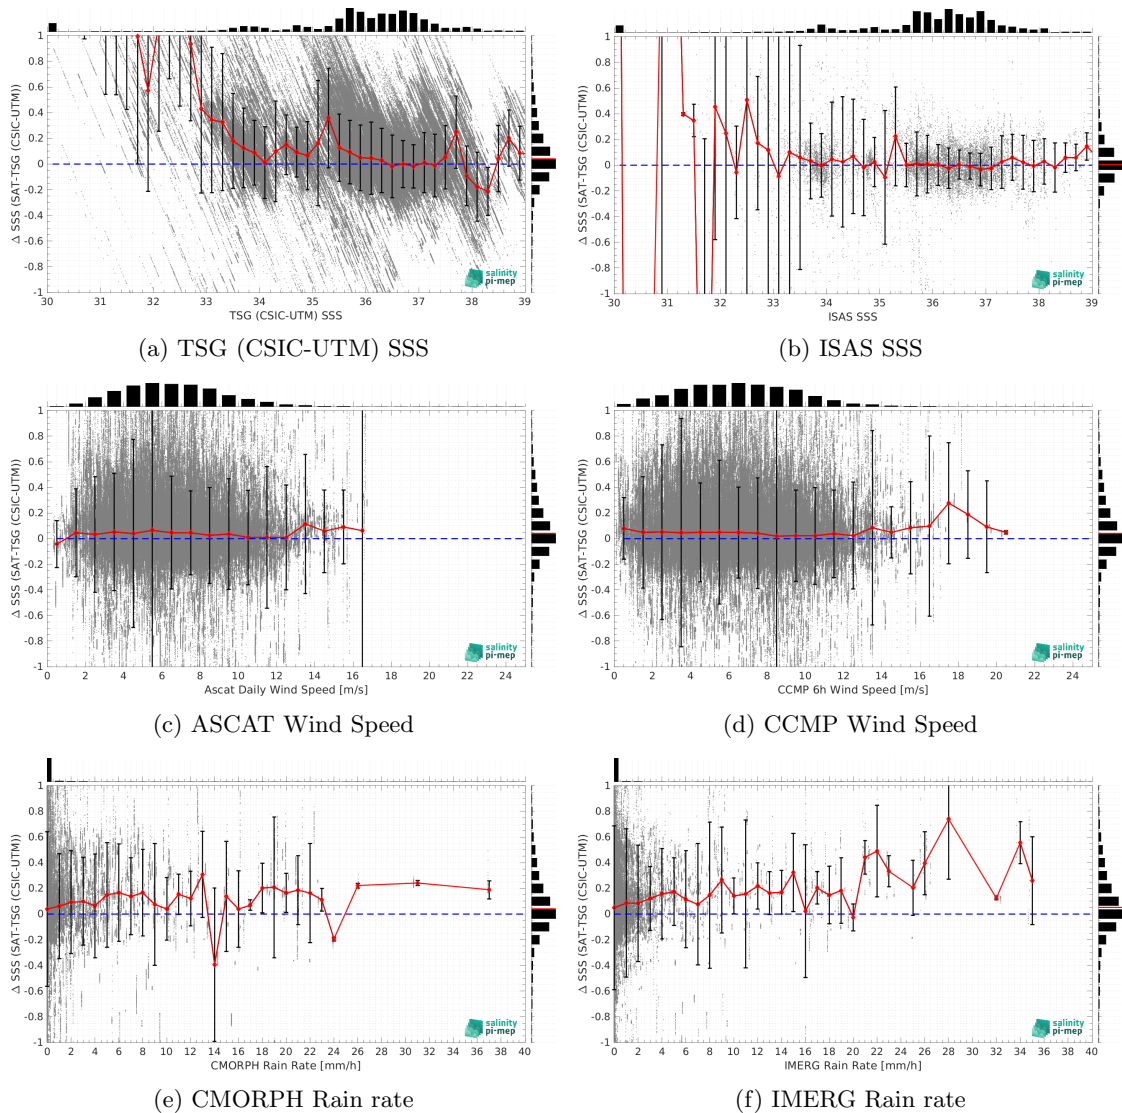 1
0.8
0.6
0.4
0.2
0
-0.2
-0.4
-0.6
-0.8
-1
Δ SSS (SAT-TSG (CSIC-UTM))
30 31 32 33 34 35 36 37 38 39
TSG (CSIC-UTM) SSS
salinity
pi-mep
(a) TSG (CSIC-UTM) SSS
1
0.8
0.6
0.4
0.2
0
-0.2
-0.4
-0.6
-0.8
-1
Δ SSS (SAT-TSG (CSIC-UTM))
30 31 32 33 34 35 36 37 38 39
ISAS SSS
salinity
pi-mep
(b) ISAS SSS
1
0.8
0.6
0.4
0.2
0
-0.2
-0.4
-0.6
-0.8
-1
Δ SSS (SAT-TSG (CSIC-UTM))
0 2 4 6 8 10 12 14 16 18 20 22 24
Ascat Daily Wind Speed [m/s]
salinity
pi-mep
(c) ASCAT Wind Speed
1
0.8
0.6
0.4
0.2
0
-0.2
-0.4
-0.6
-0.8
-1
Δ SSS (SAT-TSG (CSIC-UTM))
0 2 4 6 8 10 12 14 16 18 20 22 24
CCMP 6h Wind Speed [m/s]
salinity
pi-mep
(d) CCMP Wind Speed
1
0.8
0.6
0.4
0.2
0
-0.2
-0.4
-0.6
-0.8
-1
Δ SSS (SAT-TSG (CSIC-UTM))
0 2 4 6 8 10 12 14 16 18 20 22 24 26 28 30 32 34 36 38 40
CMORPH Rain Rate [mm/h]
salinity
pi-mep
(e) CMORPH Rain rate
1
0.8
0.6
0.4
0.2
0
-0.2
-0.4
-0.6
-0.8
-1
Δ SSS (SAT-TSG (CSIC-UTM))
0 2 4 6 8 10 12 14 16 18 20 22 24 26 28 30 32 34 36 38 40
IMERG Rain Rate [mm/h]
salinity
pi-mep
(f) IMERG Rain rate